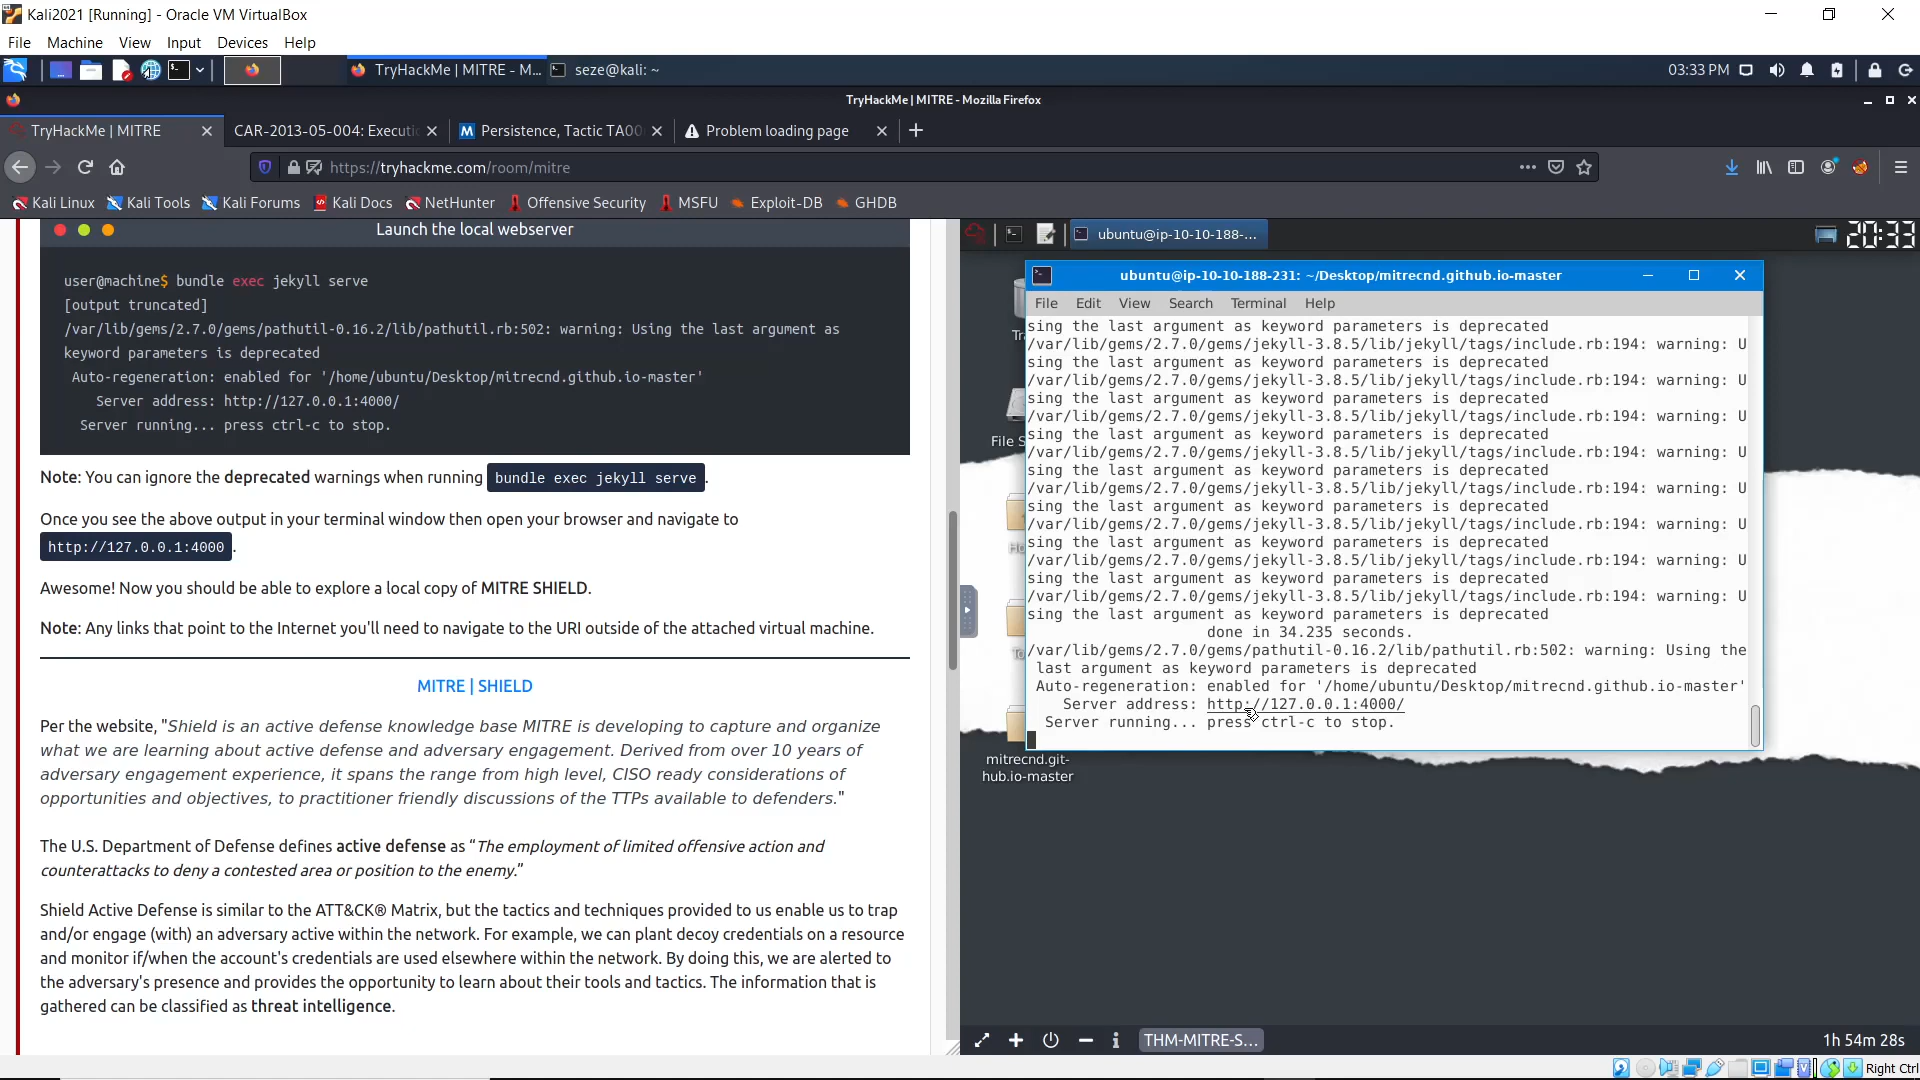 Kali2021 [Running] - Oracle VM VirtualBox
File Machine View Input Devices Help
TryHackMe | MITRE - M... seze@kali: ~ 03:33 PM
TryHackMe | MITRE - Mozilla Firefox
TryHackMe | MITRE CAR-2013-05-004: Executi Persistence, Tactic TA00 Problem loading page
https://tryhackme.com/room/mitre
Kali Linux Kali Tools Kali Forums Kali Docs NetHunter Offensive Security MSFU Exploit-DB GHDB
Launch the local webserver
user@machine$ bundle exec jekyll serve
[output truncated]
/var/lib/gems/2.7.0/gems/pathutil-0.16.2/lib/pathutil.rb:502: warning: Using the last argument as
keyword parameters is deprecated
Auto-regeneration: enabled for '/home/ubuntu/Desktop/mitrecnd.github.io-master'
Server address: http://127.0.0.1:4000/
Server running... press ctrl-c to stop.
Note: You can ignore the deprecated warnings when running bundle exec jekyll serve.
Once you see the above output in your terminal window then open your browser and navigate to
http://127.0.0.1:4000.
Awesome! Now you should be able to explore a local copy of MITRE SHIELD.
Note: Any links that point to the Internet you'll need to navigate to the URI outside of the attached virtual machine.
MITRE | SHIELD
Per the website, "Shield is an active defense knowledge base MITRE is developing to capture and organize
what we are learning about active defense and adversary engagement. Derived from over 10 years of
adversary engagement experience, it spans the range from high level, CISO ready considerations of
opportunities and objectives, to practitioner friendly discussions of the TTPs available to defenders."
The U.S. Department of Defense defines active defense as “The employment of limited offensive action and
counterattacks to deny a contested area or position to the enemy.”
Shield Active Defense is similar to the ATT&CK® Matrix, but the tactics and techniques provided to us enable us to trap
and/or engage (with) an adversary active within the network. For example, we can plant decoy credentials on a resource
and monitor if/when the account's credentials are used elsewhere within the network. By doing this, we are alerted to
the adversary's presence and provides the opportunity to learn about their tools and tactics. The information that is
gathered can be classified as threat intelligence.
ubuntu@ip-10-10-188-... 20:33
ubuntu@ip-10-10-188-231: ~/Desktop/mitrecnd.github.io-master
File Edit View Search Terminal Help
sing the last argument as keyword parameters is deprecated
/var/lib/gems/2.7.0/gems/jekyll-3.8.5/lib/jekyll/tags/include.rb:194: warning: U
sing the last argument as keyword parameters is deprecated
/var/lib/gems/2.7.0/gems/jekyll-3.8.5/lib/jekyll/tags/include.rb:194: warning: U
sing the last argument as keyword parameters is deprecated
/var/lib/gems/2.7.0/gems/jekyll-3.8.5/lib/jekyll/tags/include.rb:194: warning: U
sing the last argument as keyword parameters is deprecated
/var/lib/gems/2.7.0/gems/jekyll-3.8.5/lib/jekyll/tags/include.rb:194: warning: U
sing the last argument as keyword parameters is deprecated
/var/lib/gems/2.7.0/gems/jekyll-3.8.5/lib/jekyll/tags/include.rb:194: warning: U
sing the last argument as keyword parameters is deprecated
/var/lib/gems/2.7.0/gems/jekyll-3.8.5/lib/jekyll/tags/include.rb:194: warning: U
sing the last argument as keyword parameters is deprecated
/var/lib/gems/2.7.0/gems/jekyll-3.8.5/lib/jekyll/tags/include.rb:194: warning: U
sing the last argument as keyword parameters is deprecated
/var/lib/gems/2.7.0/gems/jekyll-3.8.5/lib/jekyll/tags/include.rb:194: warning: U
sing the last argument as keyword parameters is deprecated
done in 34.235 seconds.
/var/lib/gems/2.7.0/gems/pathutil-0.16.2/lib/pathutil.rb:502: warning: Using the
last argument as keyword parameters is deprecated
Auto-regeneration: enabled for '/home/ubuntu/Desktop/mitrecnd.github.io-master'
Server address: http://127.0.0.1:4000/
Server running... press ctrl-c to stop.
Tr
File S
Ho
To
mitrecnd.git-
hub.io-master
THM-MITRE-S... 1h 54m 28s
Right Ctrl